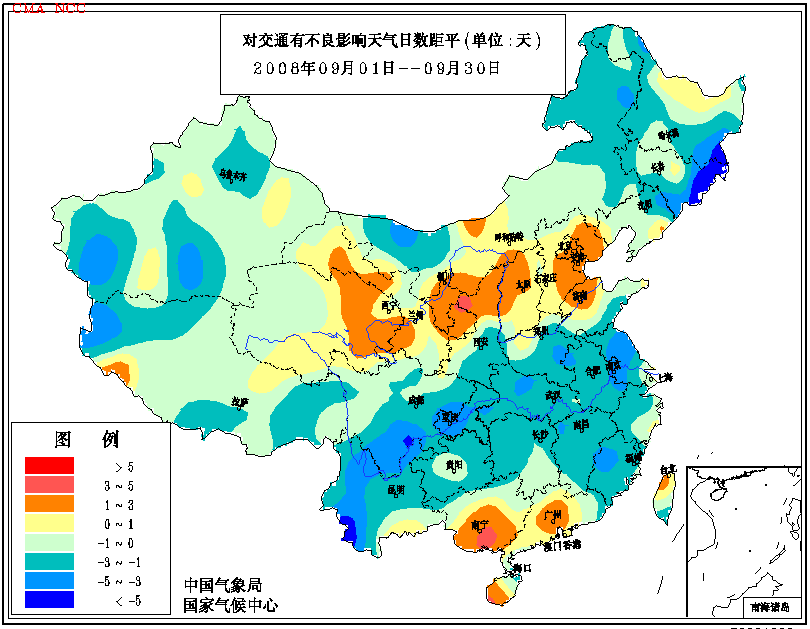 CMA NCC
对交通有不良影响天气日数距平(单位:天)
2008年09月01日--09月30日
哈尔滨
长春
沈阳
乌鲁木齐
呼和浩特
北京
天津
银川
太原
石家庄
济南
西宁
兰州
西安
郑州
合肥
南京
上海
拉萨
成都
重庆
武汉
南昌
长沙
贵阳
福州
台北
昆明
南宁
广州
澳门香港
海口
图 例
>5
3~5
1~3
0~1
-1~0
-3~-1
-5~-3
<-5
中国气象局
国家气候中心
南海诸岛